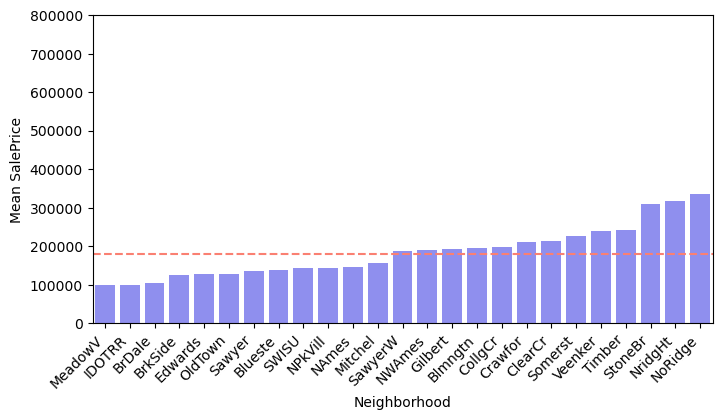 800000
700000
600000
500000
400000
300000
200000
100000
0
Mean SalePrice
MeadowV
IDOTRR
BrDale
BrkSide
Edwards
OldTown
Sawyer
Blueste
SWISU
NPkVill
NAmes
Mitchel
SawyerW
NWAmes
Gilbert
Blmngtn
CollgCr
Crawfor
ClearCr
Somerst
Veenker
Timber
StoneBr
NridgHt
NoRidge
Neighborhood